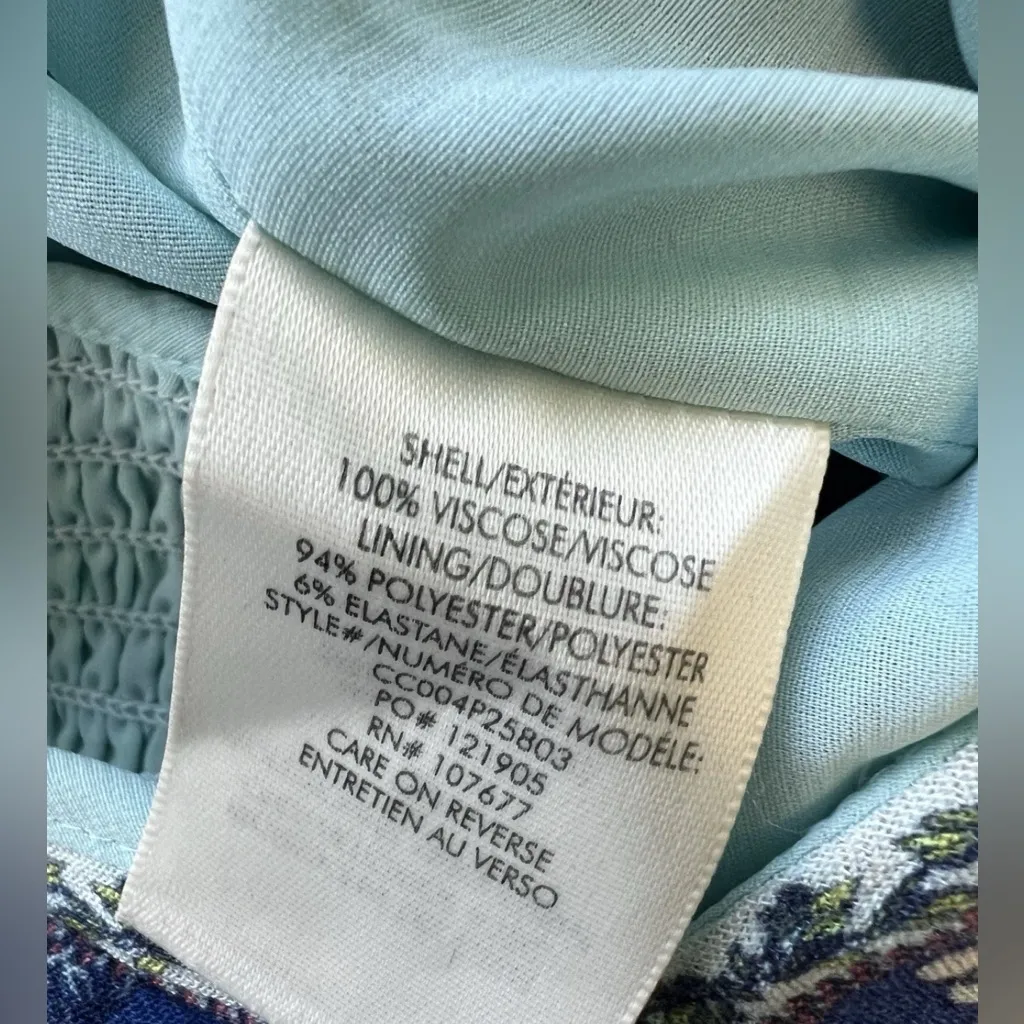 SHELL/EXTÉRIEUR:
100% VISCOSE/VISCOSE
LINING/DOUBLURE:
94% POLYESTER/POLYESTER
6% ELASTANE/ÉLASTHANNE
STYLE#/NUMÉRO DE MODÈLE:
CC004P25803
PO# 121905
RN# 107677
CARE ON REVERSE
ENTRETIEN AU VERSO